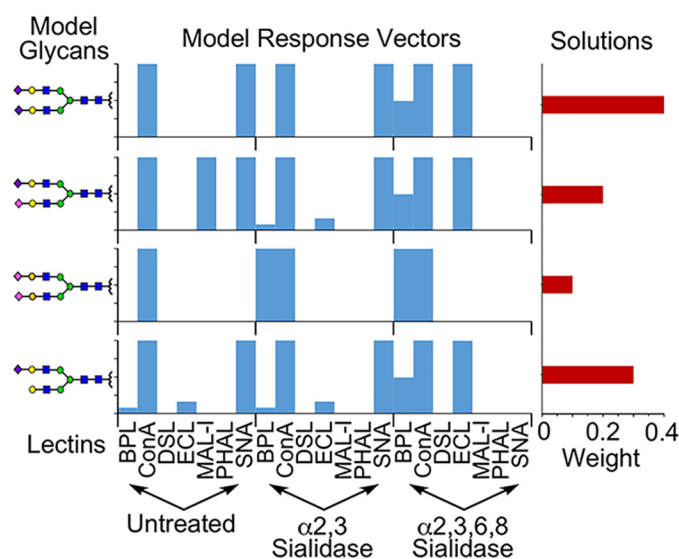 Model
Glycans
Model Response Vectors
Solutions
Lectins
BPL
ConA
DSL
ECL
MAL-I
PHAL
SNA
BPL
ConA
DSL
ECL
MAL-I
PHAL
SNA
BPL
ConA
DSL
ECL
MAL-I
PHAL
SNA
0 0.2 0.4
Weight
Untreated
α2,3
Sialidase
α2,3,6,8
Sialidase